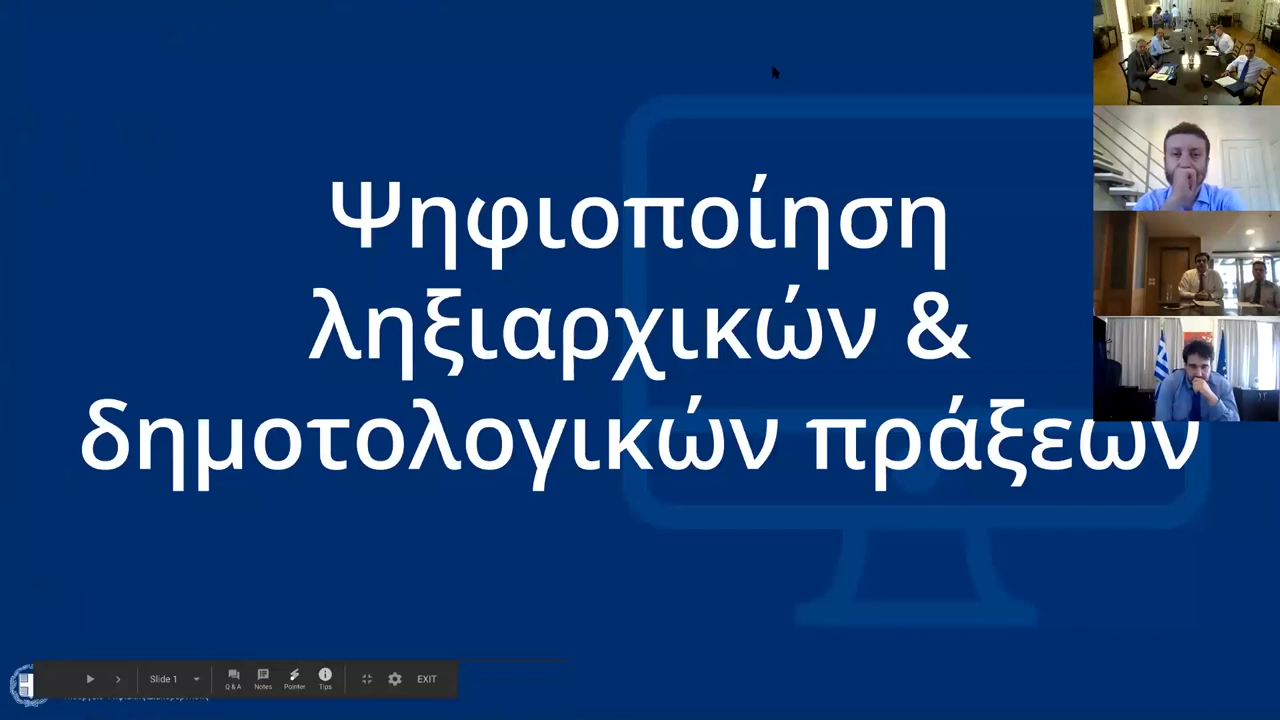 Ψηφιοποίηση
ληξιαρχικών &
δημοτολογικών πράξεων
Slide 1
Q & A
Notes
Pointer
Tips
EXIT